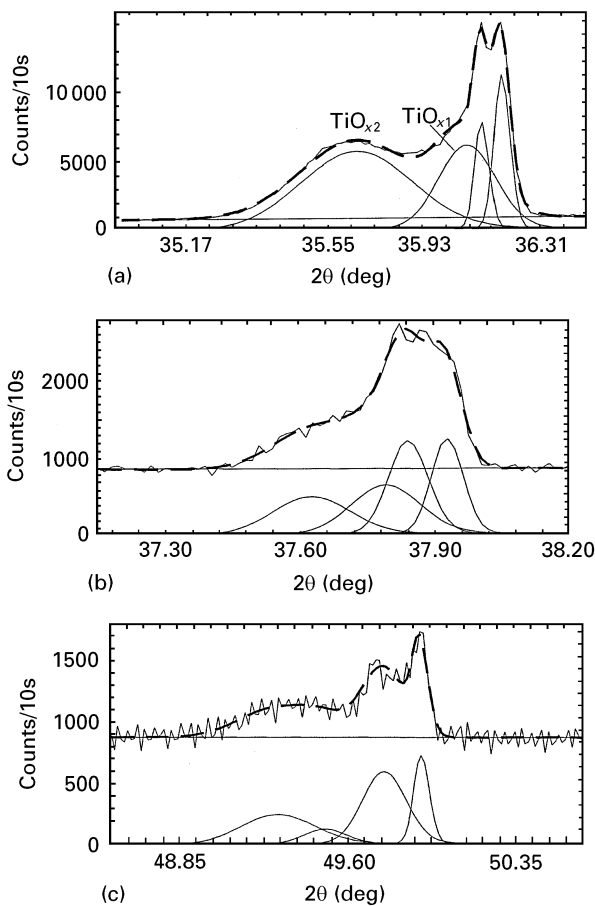 Counts/10s
10 000
5000
0
TiOx2
TiOx1
35.17 35.55 35.93 36.31
(a) 2θ (deg)
Counts/10s
2000
1000
0
37.30 37.60 37.90 38.20
(b) 2θ (deg)
Counts/10s
1500
1000
500
0
48.85 49.60 50.35
(c) 2θ (deg)